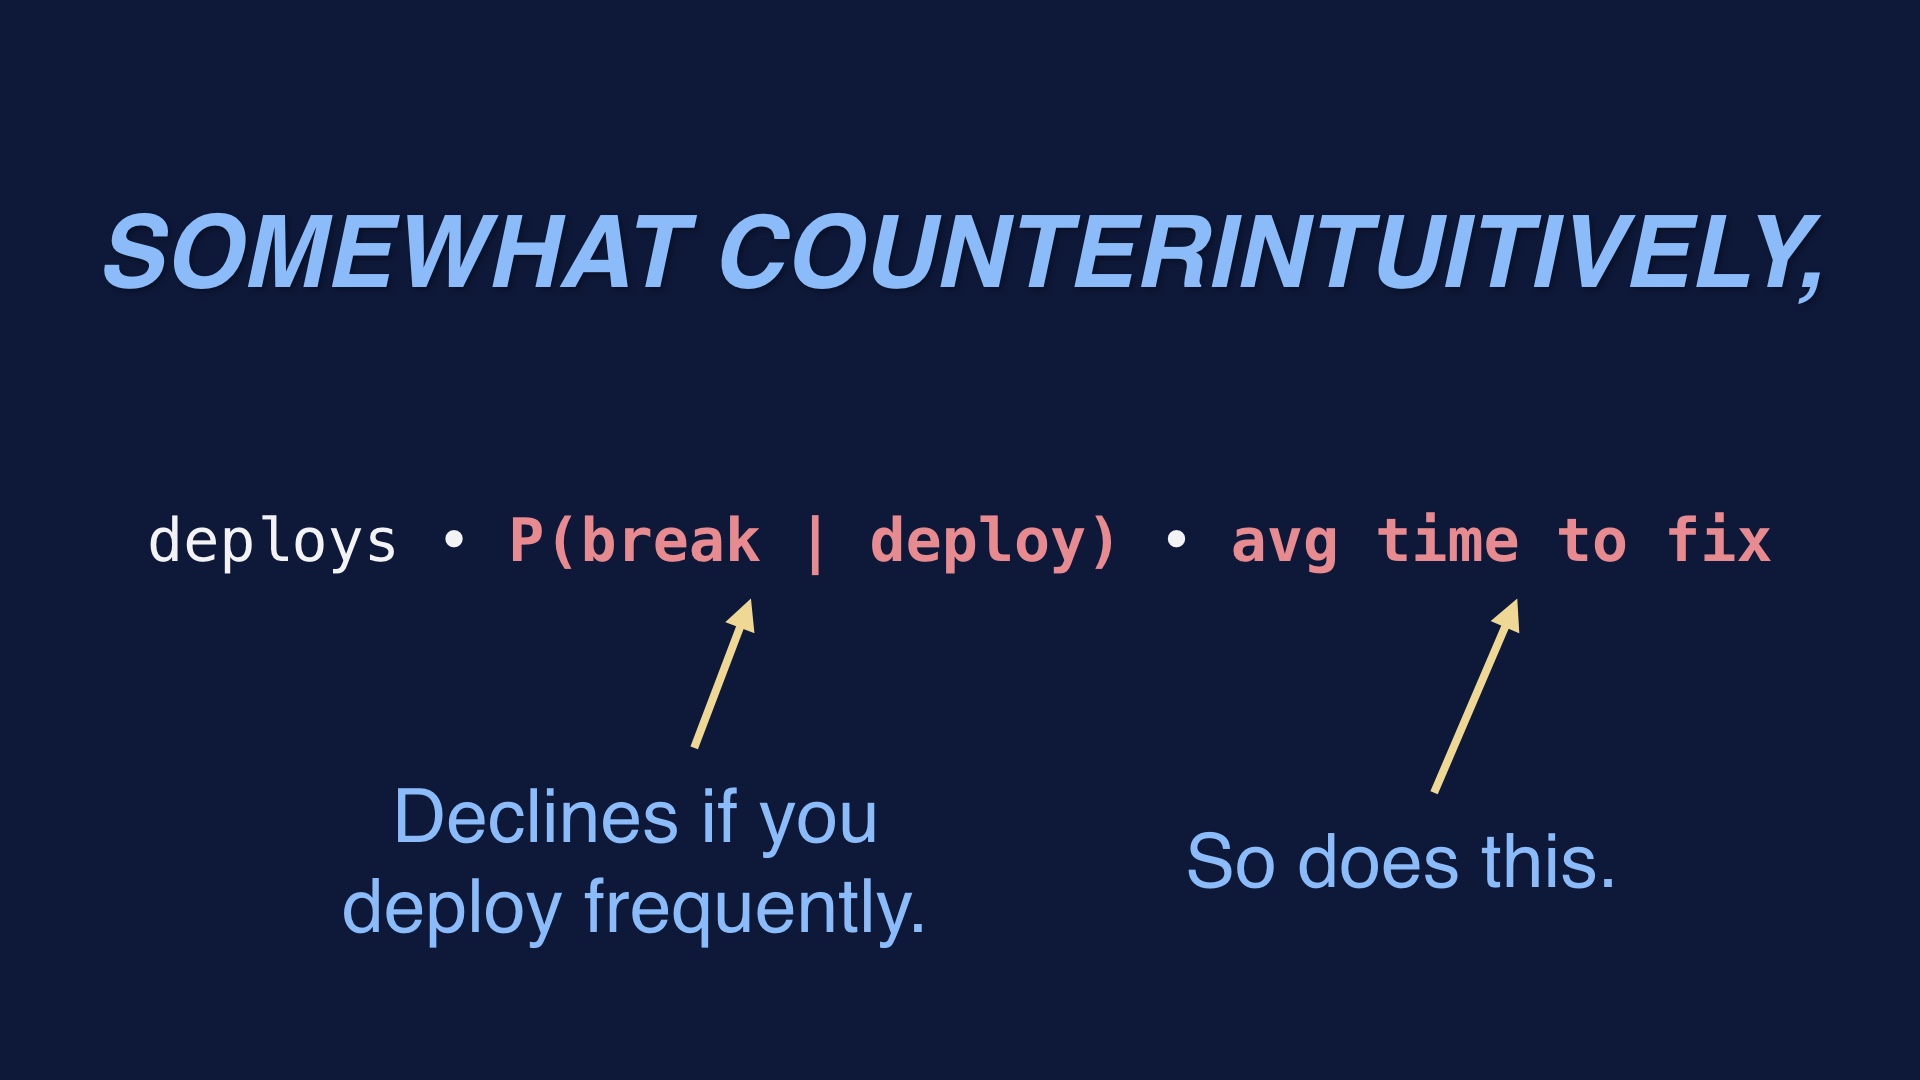 SOMEWHAT COUNTERINTUITIVELY,
deploys • P(break | deploy) • avg time to fix
Declines if you
deploy frequently.
So does this.